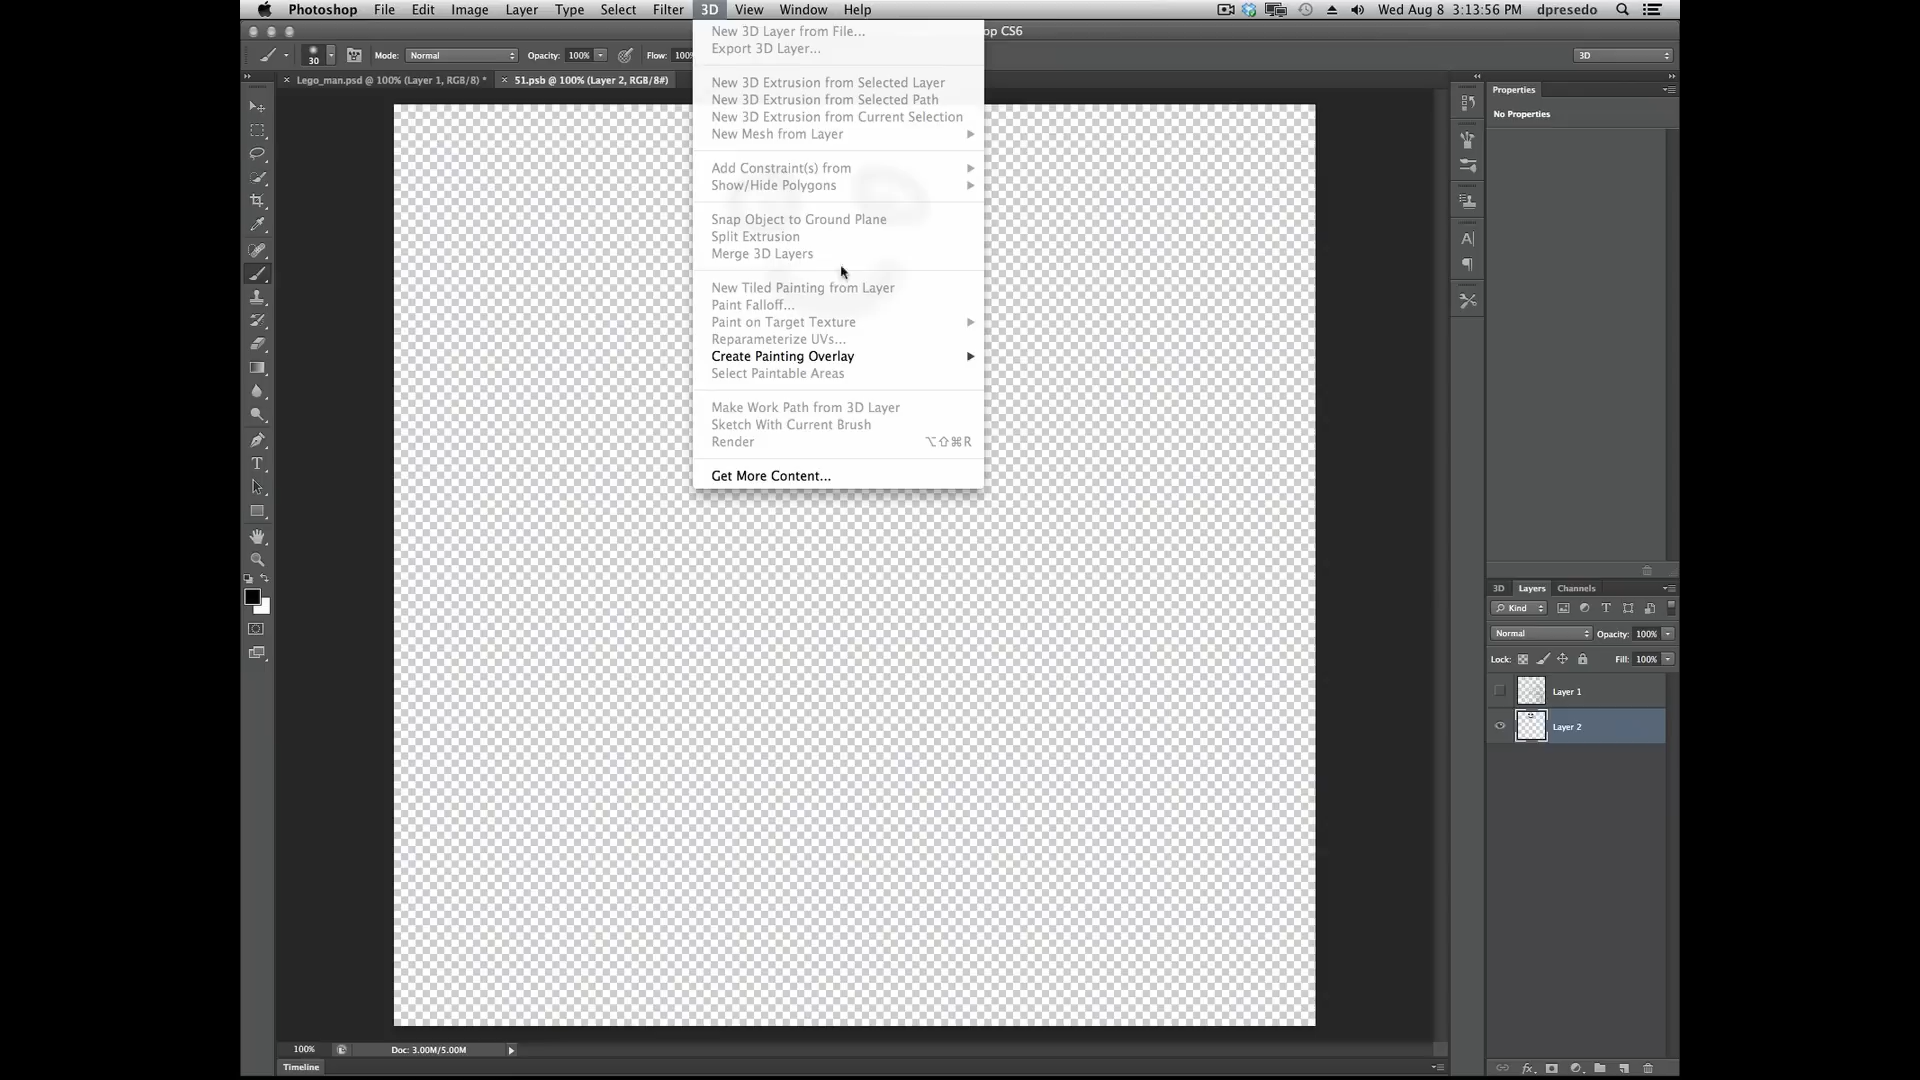 Photoshop File Edit Image Layer Type Select Filter 3D View Window Help Wed Aug 8 3:13:56 PM dpresedo
op CS6
30 Mode: Normal Opacity: 100% Flow: 100 3D
Lego_man.psd @ 100% (Layer 1, RGB/8) * 51.psb @ 100% (Layer 2, RGB/8#)
New 3D Layer from File...
Export 3D Layer...
New 3D Extrusion from Selected Layer
New 3D Extrusion from Selected Path
New 3D Extrusion from Current Selection
New Mesh from Layer
Add Constraint(s) from
Show/Hide Polygons
Snap Object to Ground Plane
Split Extrusion
Merge 3D Layers
New Tiled Painting from Layer
Paint Falloff...
Paint on Target Texture
Reparameterize UVs...
Create Painting Overlay
Select Paintable Areas
Make Work Path from 3D Layer
Sketch With Current Brush
Render ⌥⇧⌘R
Get More Content...
Properties
No Properties
3D Layers Channels
Kind
Normal Opacity: 100%
Lock: Fill: 100%
Layer 1
Layer 2
100% Doc: 3.00M/5.00M
Timeline